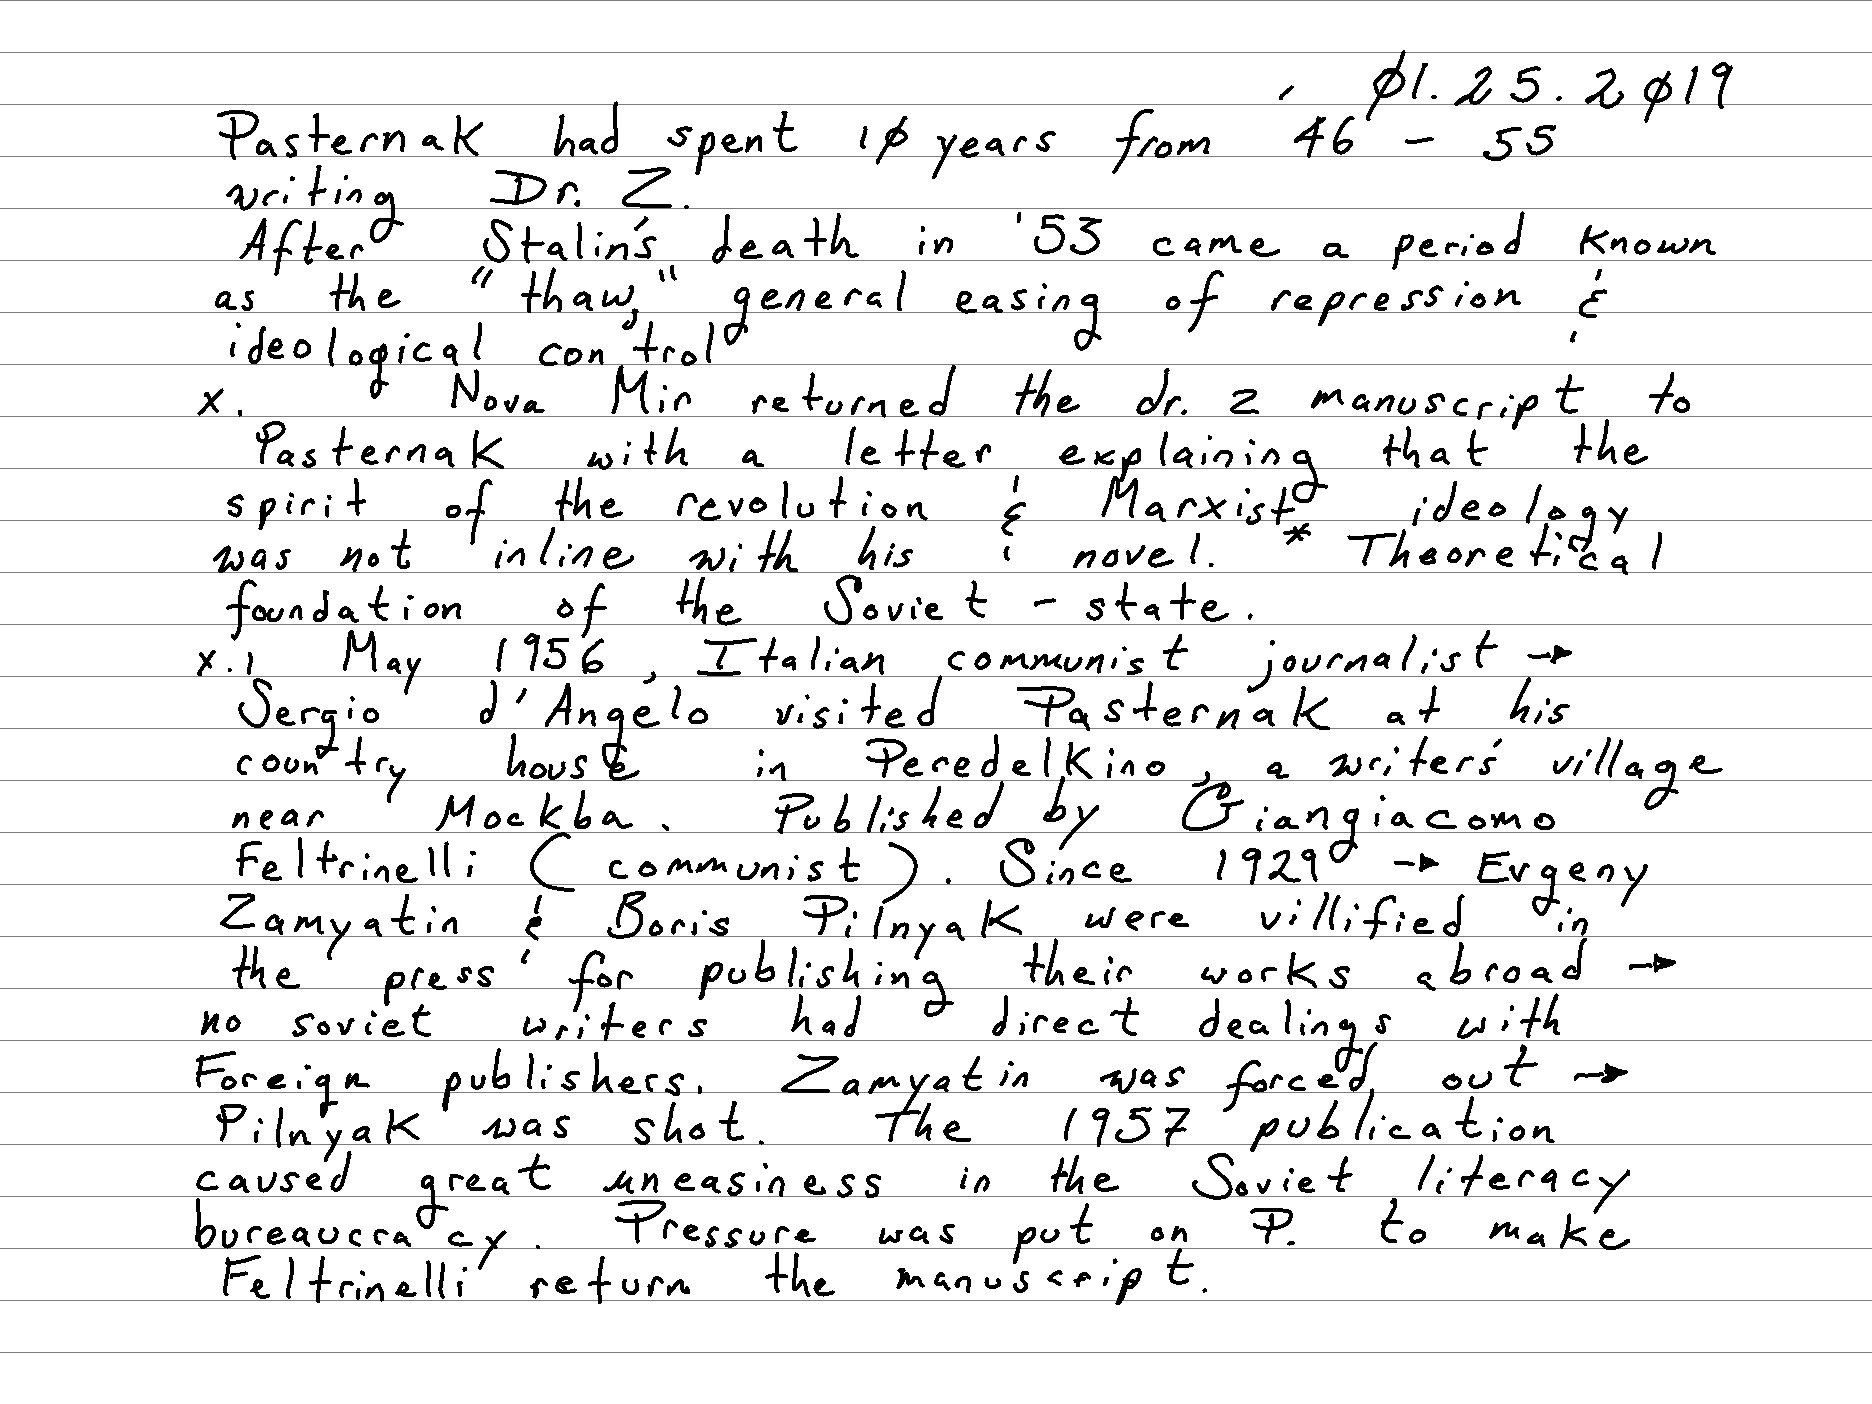 Ø1.25.2Ø19
Pasternak had spent 1Ø years from 46 - 55
writing Dr. Z.
After Stalin's death in '53 came a period known
as the "thaw," general easing of repression &
ideological control
x. Nova Mir returned the dr. z manuscript to
Pasternak with a letter explaining that the
spirit of the revolution & Marxist* ideology
was not inline with his novel. * Theoretical
foundation of the Soviet - state.
x.1 May 1956, Italian communist journalist →
Sergio d'Angelo visited Pasternak at his
country house in Peredelkino, a writer's village
near Mockba. Published by Giangiacomo
Feltrinelli (communist). Since 1929 → Evgeny
Zamyatin & Boris Pilnyak were villified in
the press for publishing their works abroad →
no soviet writers had direct dealings with
Foreign publishers. Zamyatin was forced out →
Pilnyak was shot. The 1957 publication
caused great uneasiness in the Soviet literacy
bureaucracy. Pressure was put on P. to make
Feltrinelli return the manuscript.